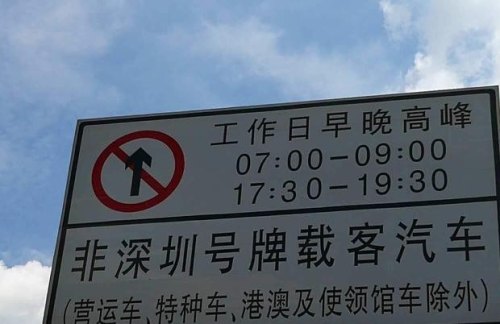 工作日早晚高峰
07:00-09:00
17:30-19:30
非深圳号牌载客汽车
(营运车、特种车、港澳及使领馆车除外)